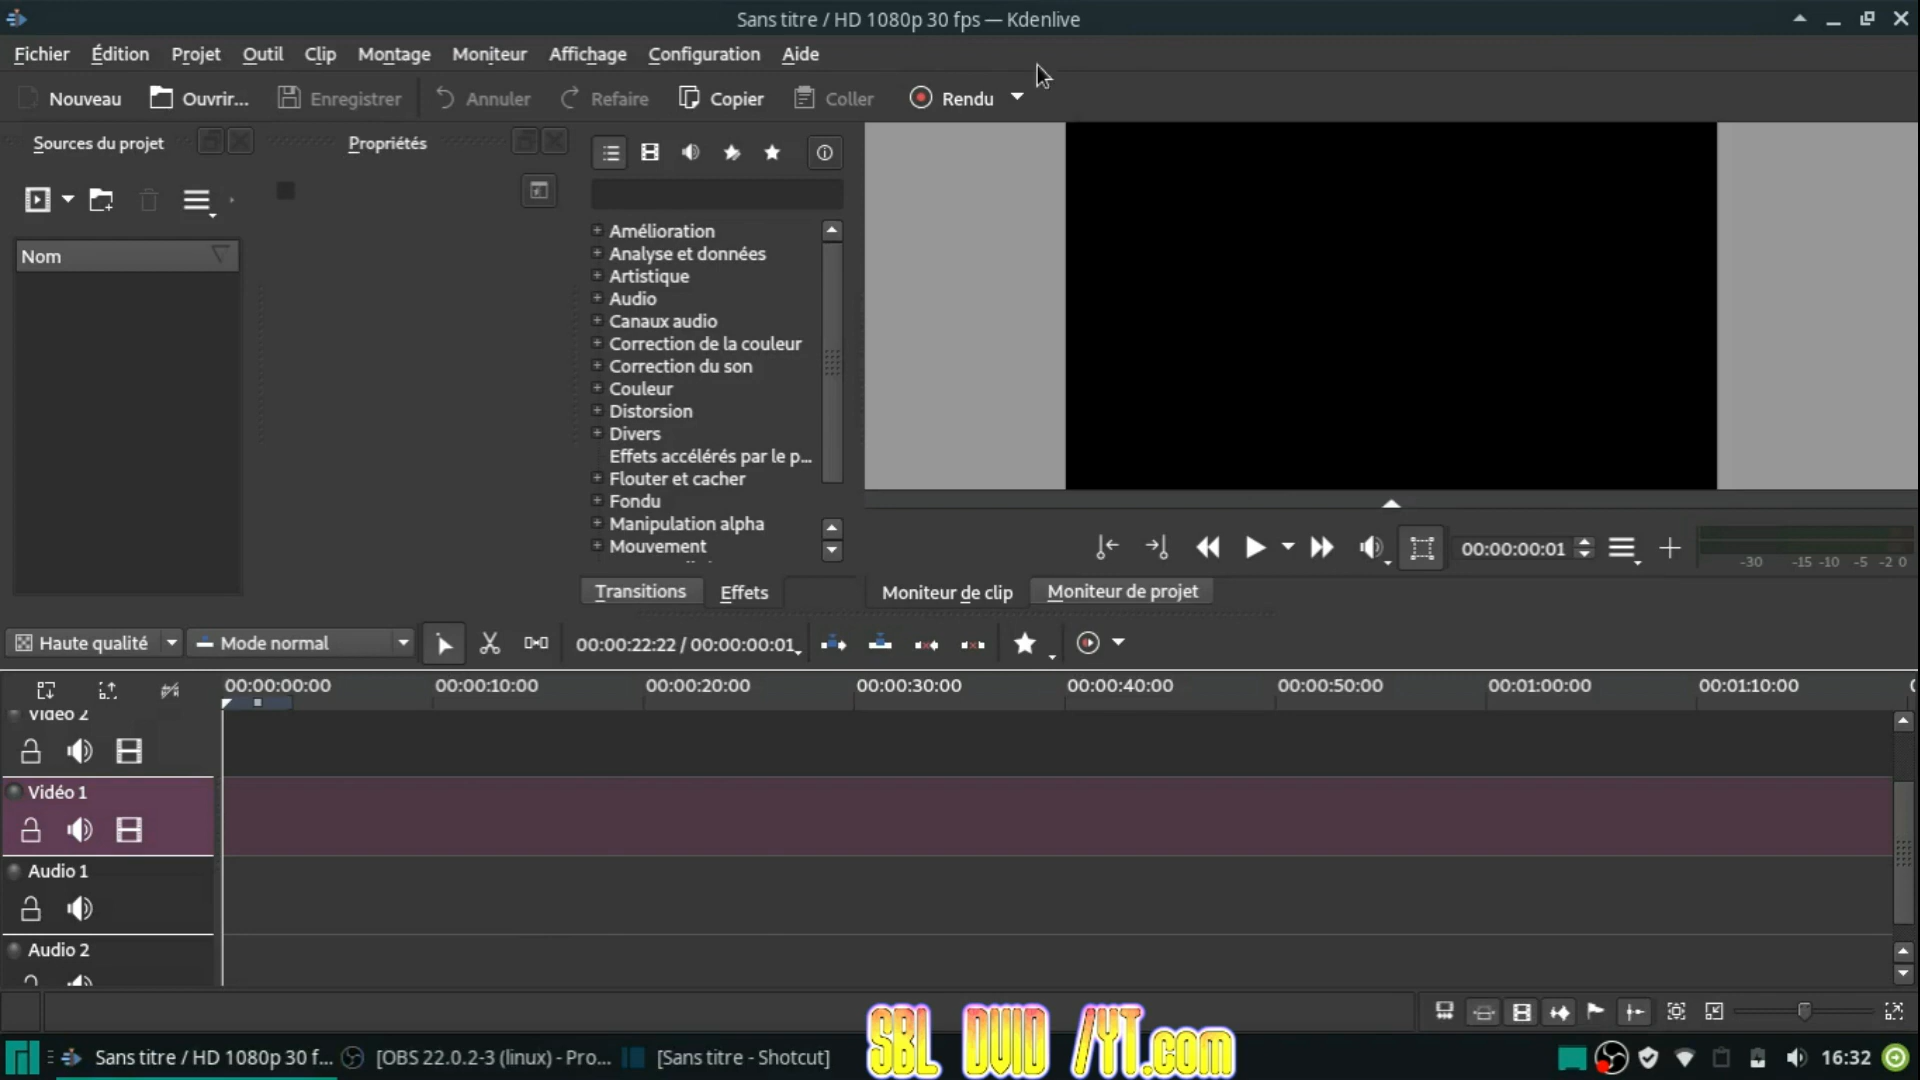 Sans titre / HD 1080p 30 fps — Kdenlive
Fichier Édition Projet Outil Clip Montage Moniteur Affichage Configuration Aide
Nouveau Ouvrir... Enregistrer Annuler Refaire Copier Coller Rendu
Sources du projet Propriétés
Nom
Amélioration
Analyse et données
Artistique
Audio
Canaux audio
Correction de la couleur
Correction du son
Couleur
Distorsion
Divers
Effets accélérés par le p...
Flouter et cacher
Fondu
Manipulation alpha
Mouvement
00:00:00:01
-30 -15 -10 -5 -2 0
Transitions Effets Moniteur de clip Moniteur de projet
Haute qualité Mode normal 00:00:22:22 / 00:00:00:01
00:00:00:00 00:00:10:00 00:00:20:00 00:00:30:00 00:00:40:00 00:00:50:00 00:01:00:00 00:01:10:00
Vidéo 2
Vidéo 1
Audio 1
Audio 2
SBL DVID /YT.com
Sans titre / HD 1080p 30 f... [OBS 22.0.2-3 (linux) - Pro... [Sans titre - Shotcut] 16:32